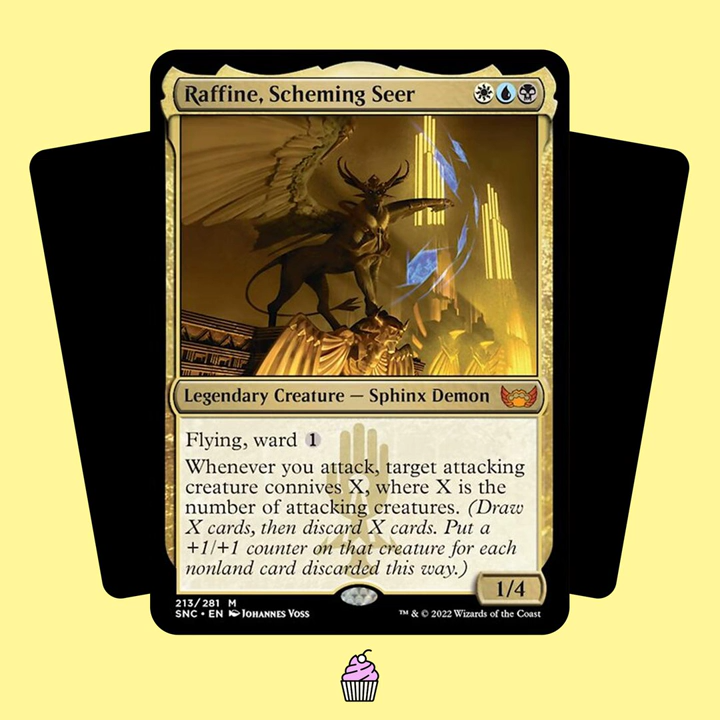 Raffine, Scheming Seer
Legendary Creature — Sphinx Demon
Flying, ward 1
Whenever you attack, target attacking
creature connives X, where X is the
number of attacking creatures. (Draw
X cards, then discard X cards. Put a
+1/+1 counter on that creature for each
nonland card discarded this way.)
1/4
213/281 M
SNC • EN Johannes Voss
™ & © 2022 Wizards of the Coast